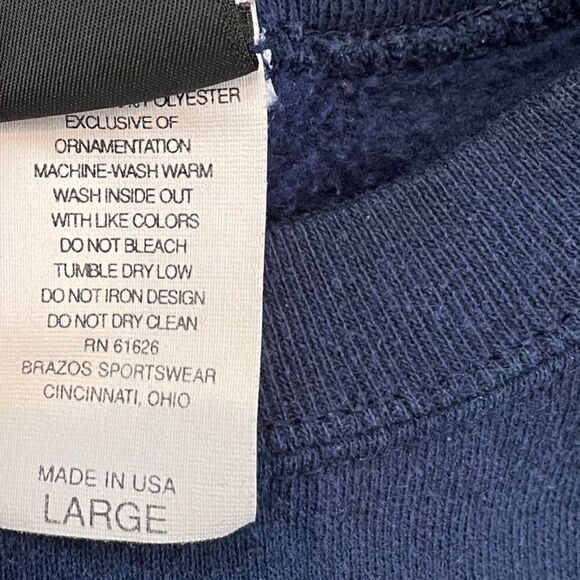 POLYESTER
EXCLUSIVE OF
ORNAMENTATION
MACHINE-WASH WARM
WASH INSIDE OUT
WITH LIKE COLORS
DO NOT BLEACH
TUMBLE DRY LOW
DO NOT IRON DESIGN
DO NOT DRY CLEAN
RN 61626
BRAZOS SPORTSWEAR
CINCINNATI, OHIO
MADE IN USA
LARGE